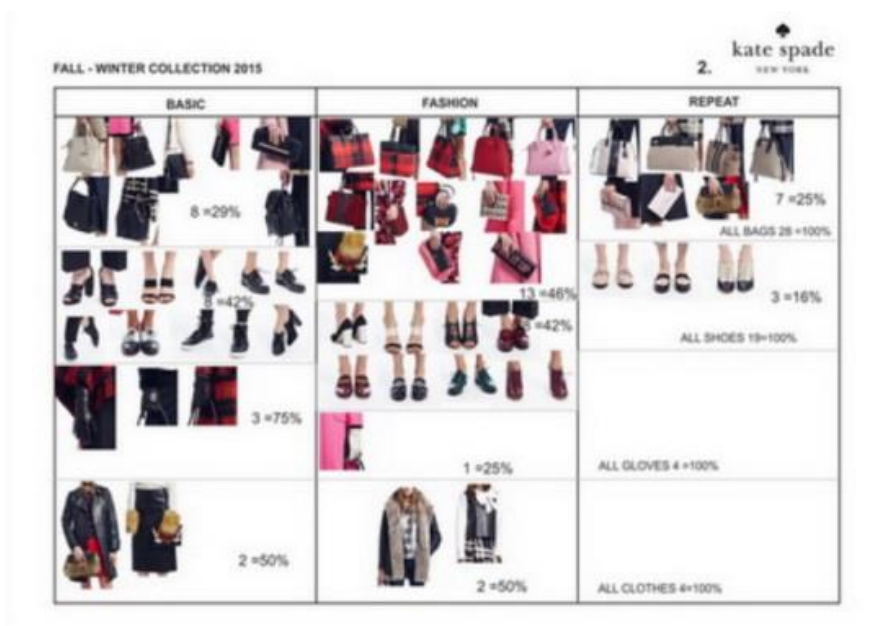 kate spade
NEW YORK
FALL - WINTER COLLECTION 2015
2.
BASIC
FASHION
REPEAT
8 =29%
7 =25%
ALL BAGS 28 =100%
13 =46%
=42%
=42%
3 =16%
ALL SHOES 19=100%
3 =75%
1 =25%
ALL GLOVES 4 =100%
2 =50%
2 =50%
ALL CLOTHES 4=100%